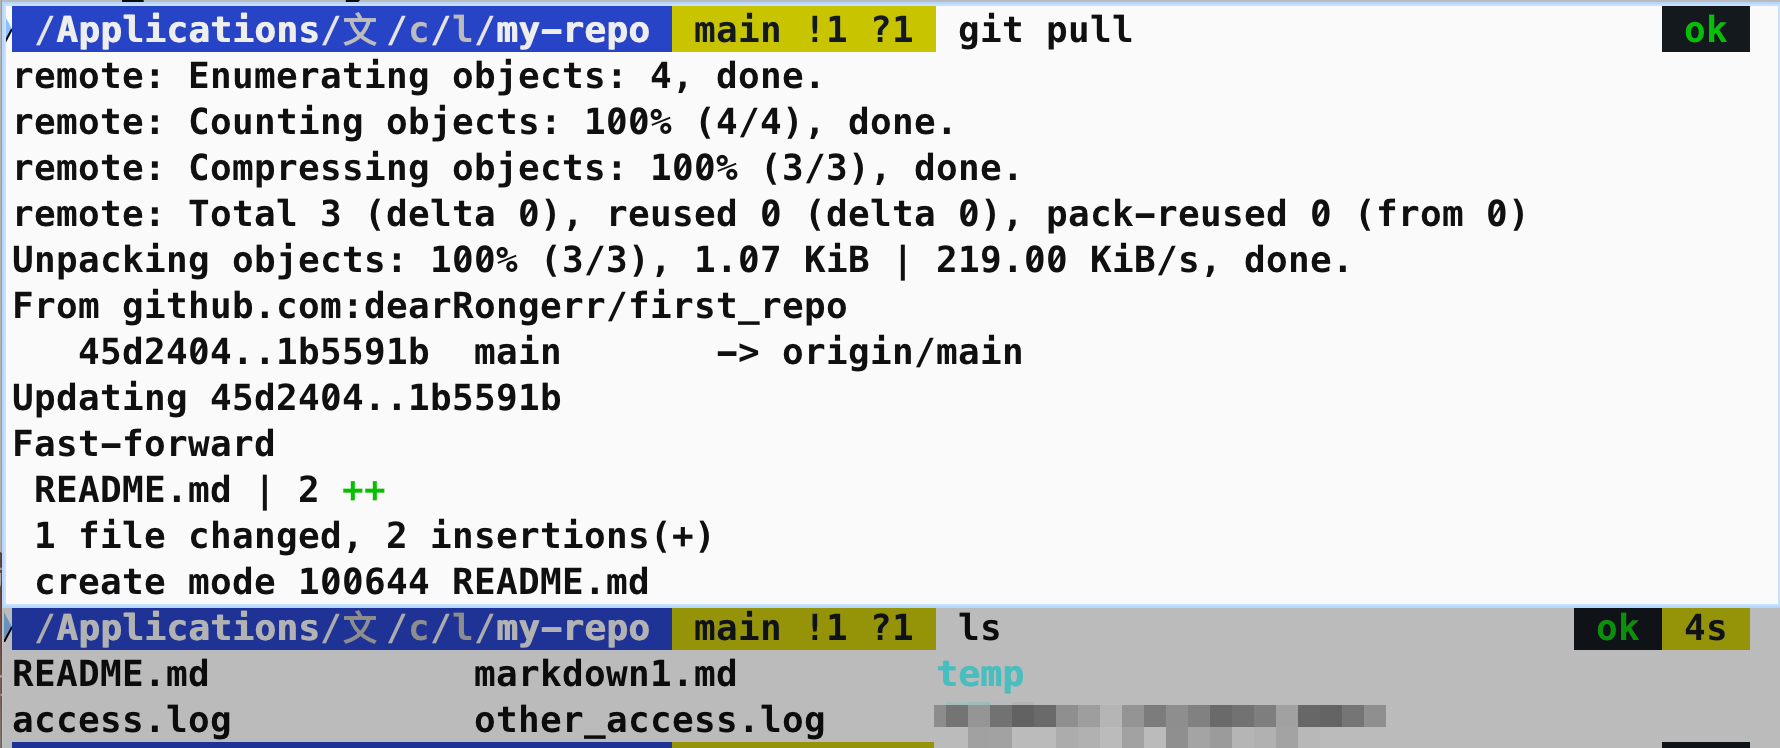 /Applications/文/c/l/my-repo main !1 ?1 git pull ok
remote: Enumerating objects: 4, done.
remote: Counting objects: 100% (4/4), done.
remote: Compressing objects: 100% (3/3), done.
remote: Total 3 (delta 0), reused 0 (delta 0), pack-reused 0 (from 0)
Unpacking objects: 100% (3/3), 1.07 KiB | 219.00 KiB/s, done.
From github.com:dearRongerr/first_repo
   45d2404..1b5591b  main       -> origin/main
Updating 45d2404..1b5591b
Fast-forward
 README.md | 2 ++
 1 file changed, 2 insertions(+)
 create mode 100644 README.md
/Applications/文/c/l/my-repo main !1 ?1 ls ok 4s
README.md            markdown1.md         temp
access.log           other_access.log